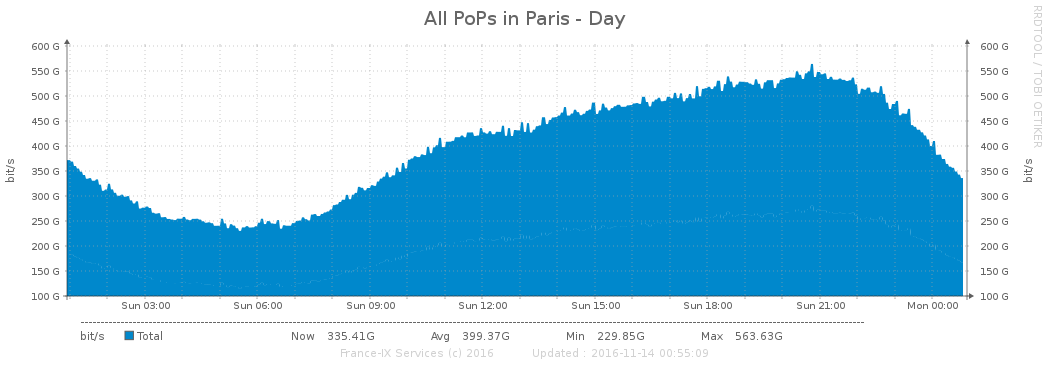 All PoPs in Paris - Day
RRDTOOL / TOBI OETIKER
600 G 600 G
550 G 550 G
500 G 500 G
450 G 450 G
400 G 400 G
350 G 350 G
300 G 300 G
250 G 250 G
200 G 200 G
150 G 150 G
100 G 100 G
bit/s bit/s
Sun 03:00 Sun 06:00 Sun 09:00 Sun 12:00 Sun 15:00 Sun 18:00 Sun 21:00 Mon 00:00
bit/s Total Now 335.41G Avg 399.37G Min 229.85G Max 563.63G
France-IX Services (c) 2016 Updated : 2016-11-14 00:55:09